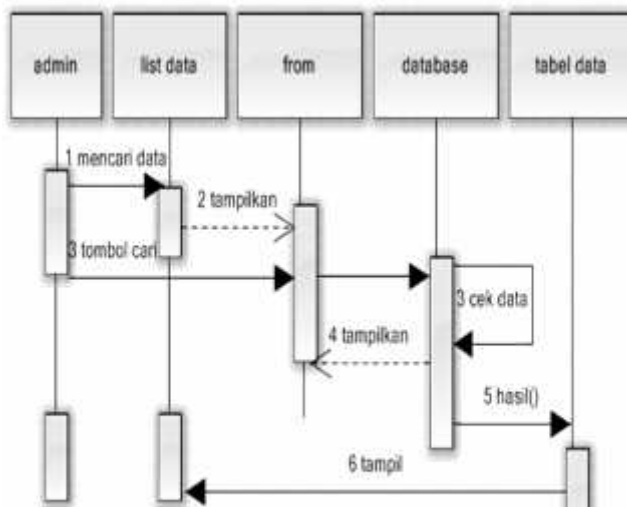 admin
list data
from
database
tabel data
1 mencari data
2 tampilkan
3 tombol cari
3 cek data
4 tampilkan
5 hasil()
6 tampil